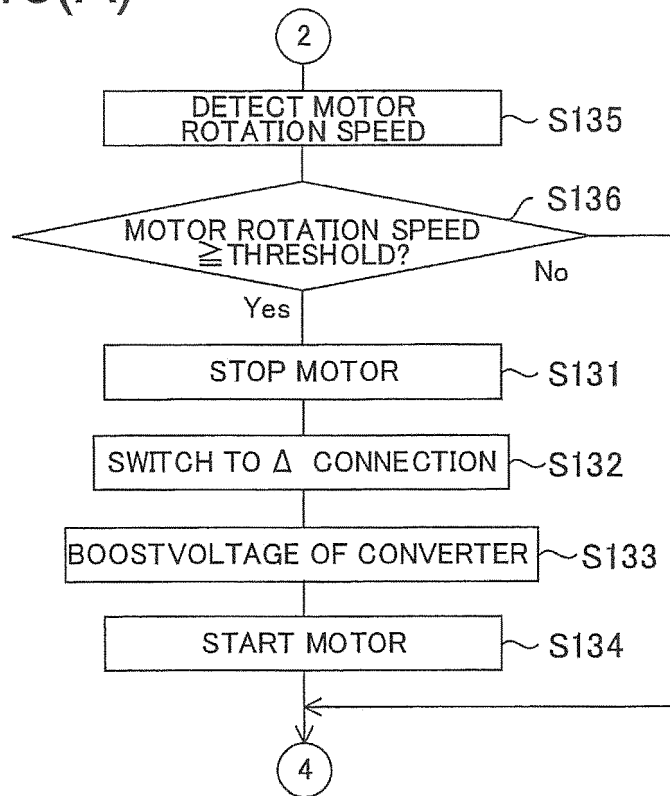 2
DETECT MOTOR
ROTATION SPEED
S135
S136
MOTOR ROTATION SPEED
≧THRESHOLD?
No
Yes
STOP MOTOR
S131
SWITCH TO Δ CONNECTION
S132
BOOSTVOLTAGE OF CONVERTER
S133
START MOTOR
S134
4